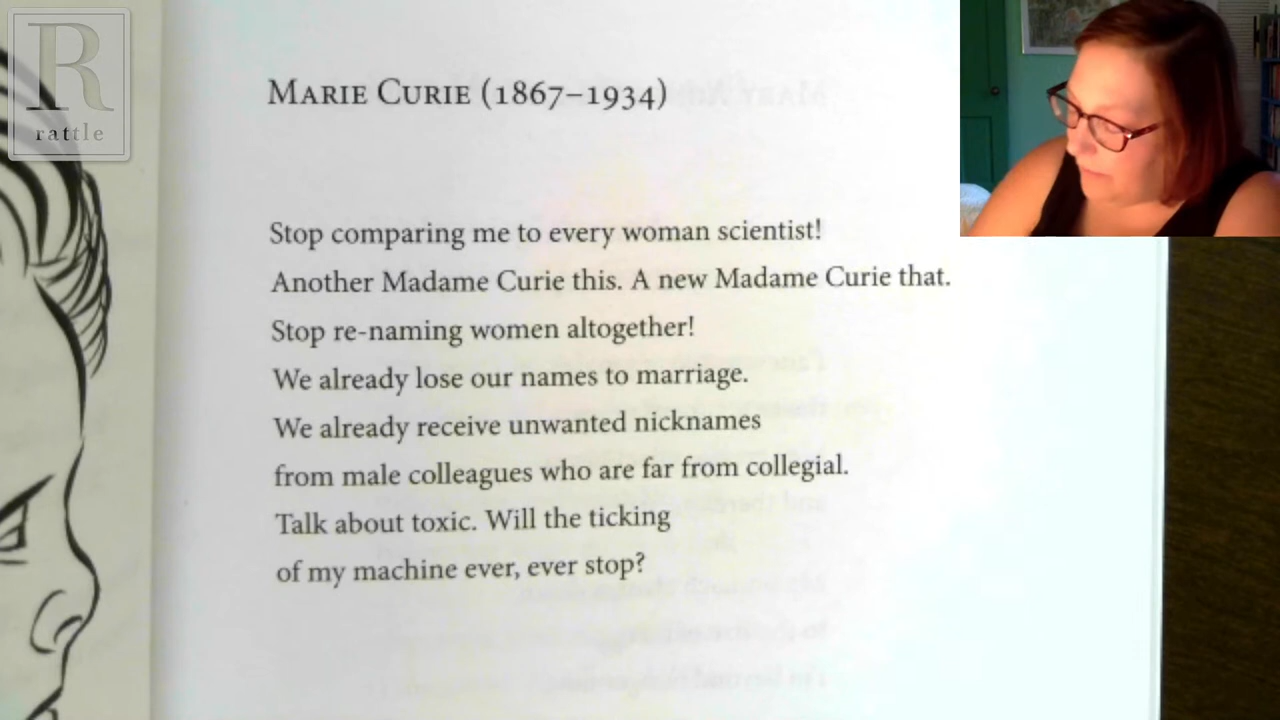 R
rattle
MARIE CURIE (1867–1934)
Stop comparing me to every woman scientist!
Another Madame Curie this. A new Madame Curie that.
Stop re-naming women altogether!
We already lose our names to marriage.
We already receive unwanted nicknames
from male colleagues who are far from collegial.
Talk about toxic. Will the ticking
of my machine ever, ever stop?